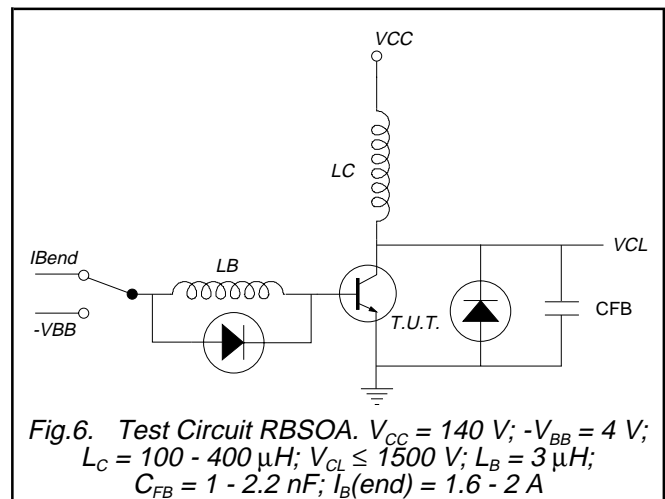 VCC
LC
IBend
LB
VCL
-VBB
T.U.T.
CFB
Fig.6. Test Circuit RBSOA. VCC = 140 V; -VBB = 4 V;
LC = 100 - 400 μH; VCL ≤ 1500 V; LB = 3 μH;
CFB = 1 - 2.2 nF; IB(end) = 1.6 - 2 A